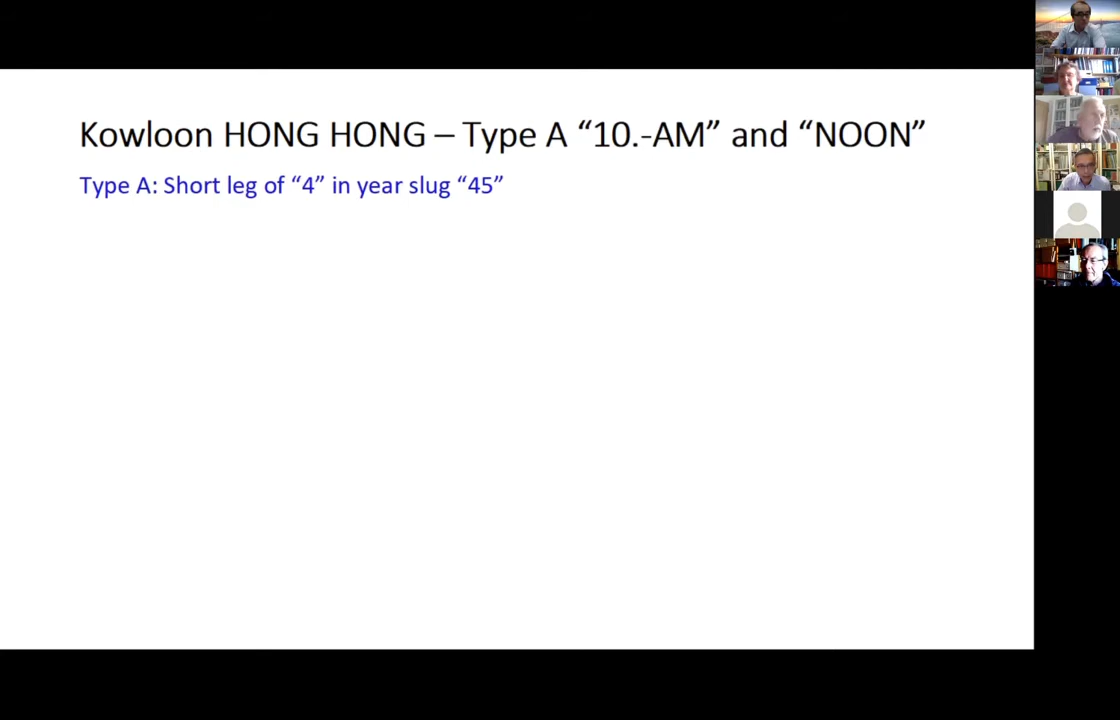 Kowloon HONG HONG – Type A “10.-AM” and “NOON”
Type A: Short leg of “4” in year slug “45”